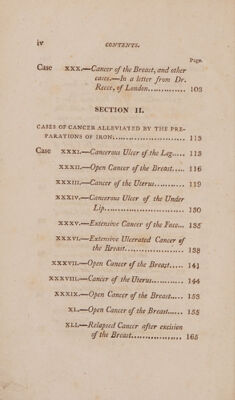 iv CONTENTS.
Page.
Case XXX.—Cancer of the Breast, and other
cases.—In a letter from Dr.
Reece, of London.............. 103
SECTION II.
CASES OF CANCER ALLEVIATED BY THE PRE-
PARATIONS OF IRON....................... 113
Case XXXI.—Cancerous Ulcer of the Leg..... 113
XXXII.—Open Cancer of the Breast..... 116
XXXIII.—Cancer of the Uterus........... 119
XXXIV.—Cancerous Ulcer of the Under
Lip....................... 130
XXXV.—Extensive Cancer of the Face... 135
XXXVI.—Extensive Ulcerated Cancer of
the Breast................. 138
XXXVII.—Open Cancer of the Breast..... 141
XXXVIII.—Cancer of the Uterus......... 144
XXXIX.—Open Cancer of the Breast..... 153
XL.—Open Cancer of the Breast..... 155
XLI.—Relapsed Cancer after excision
of the Breast................... 165